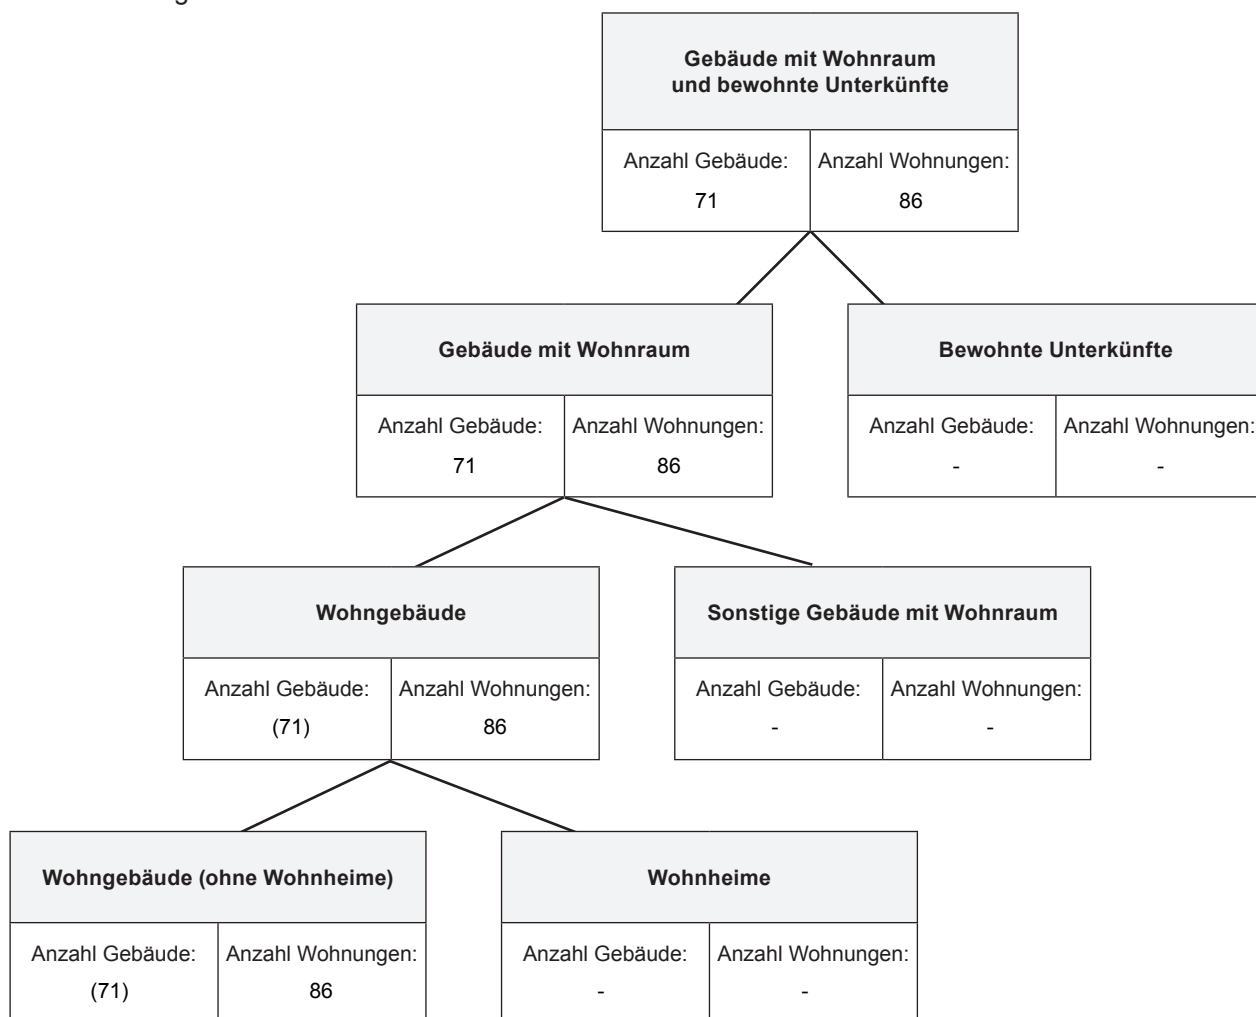 Gebäude mit Wohnraum
und bewohnte Unterkünfte
Anzahl Gebäude: Anzahl Wohnungen:
71 86
Gebäude mit Wohnraum
Bewohnte Unterkünfte
Anzahl Gebäude: Anzahl Wohnungen:
71 86
Anzahl Gebäude: Anzahl Wohnungen:
- -
Wohngebäude
Sonstige Gebäude mit Wohnraum
Anzahl Gebäude: Anzahl Wohnungen:
(71) 86
Anzahl Gebäude: Anzahl Wohnungen:
- -
Wohngebäude (ohne Wohnheime)
Wohnheime
Anzahl Gebäude: Anzahl Wohnungen:
(71) 86
Anzahl Gebäude: Anzahl Wohnungen:
- -